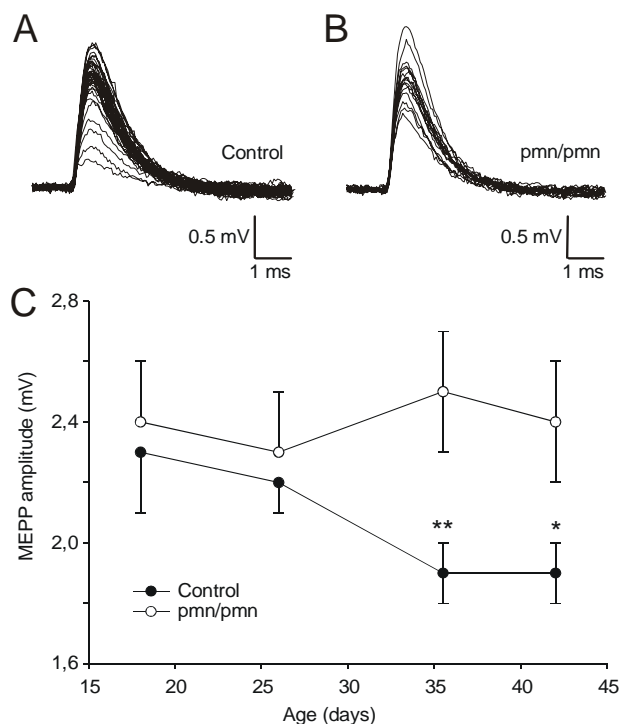 A
B
Control
pmn/pmn
0.5 mV
1 ms
0.5 mV
1 ms
C
2,8
2,4
2,0
1,6
MEPP amplitude (mV)
**
*
Control
pmn/pmn
15 20 25 30 35 40 45
Age (days)